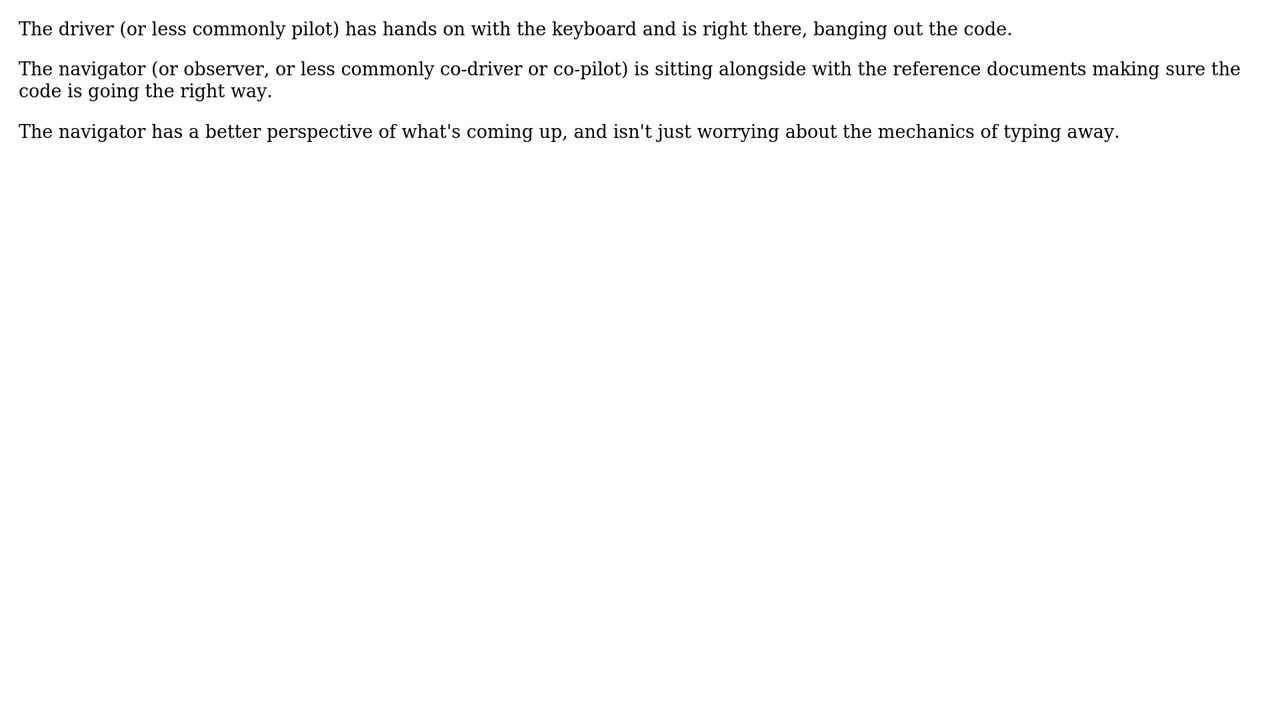 The driver (or less commonly pilot) has hands on with the keyboard and is right there, banging out the code.
The navigator (or observer, or less commonly co-driver or co-pilot) is sitting alongside with the reference documents making sure the
code is going the right way.
The navigator has a better perspective of what's coming up, and isn't just worrying about the mechanics of typing away.